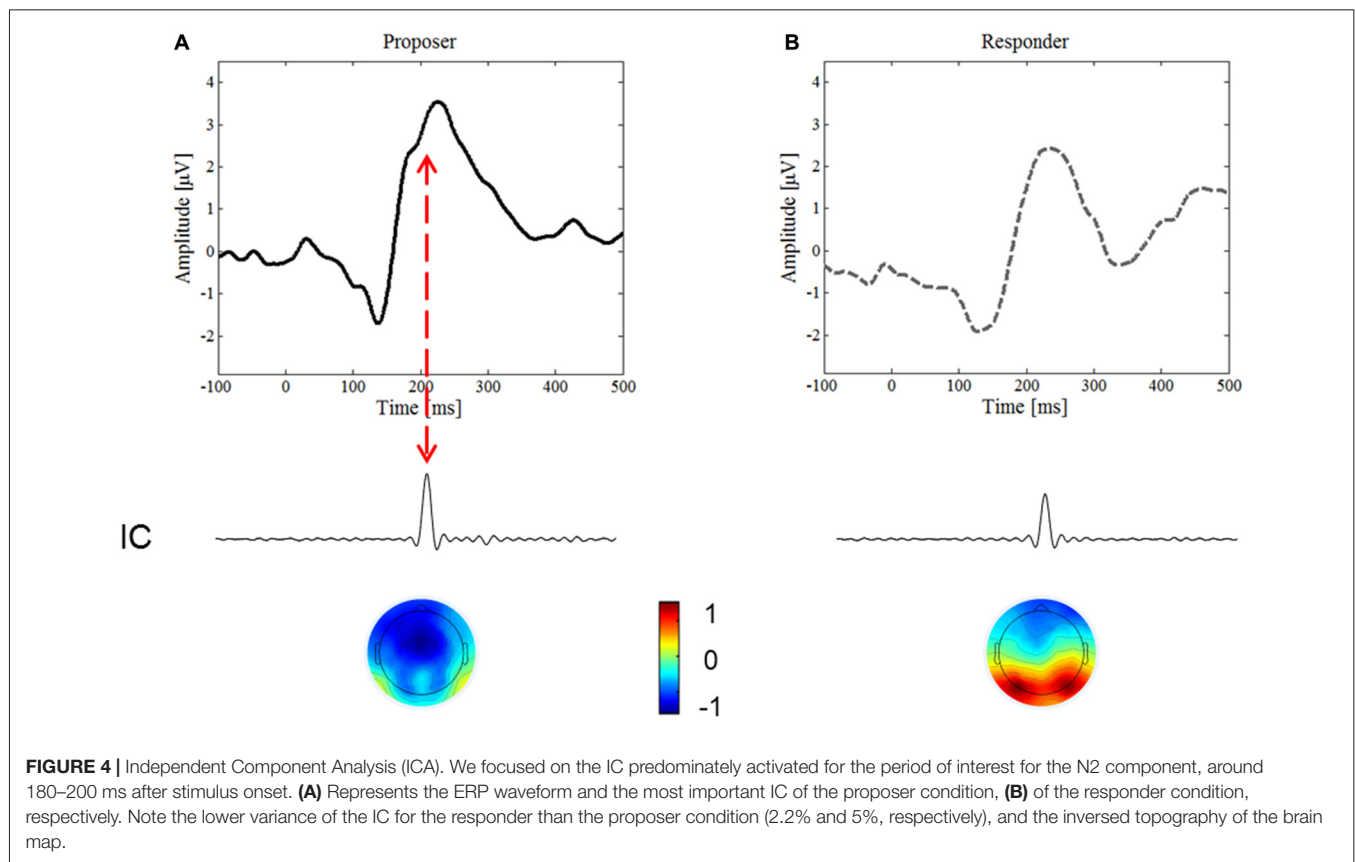 A Proposer
Amplitude [µV]
4
3
2
1
0
-1
-2
-100 0 100 200 300 400 500
Time [ms]
B Responder
Amplitude [µV]
4
3
2
1
0
-1
-2
-100 0 100 200 300 400 500
Time [ms]
IC
1
0
-1
FIGURE 4 | Independent Component Analysis (ICA). We focused on the IC predominately activated for the period of interest for the N2 component, around
180–200 ms after stimulus onset. (A) Represents the ERP waveform and the most important IC of the proposer condition, (B) of the responder condition,
respectively. Note the lower variance of the IC for the responder than the proposer condition (2.2% and 5%, respectively), and the inversed topography of the brain
map.